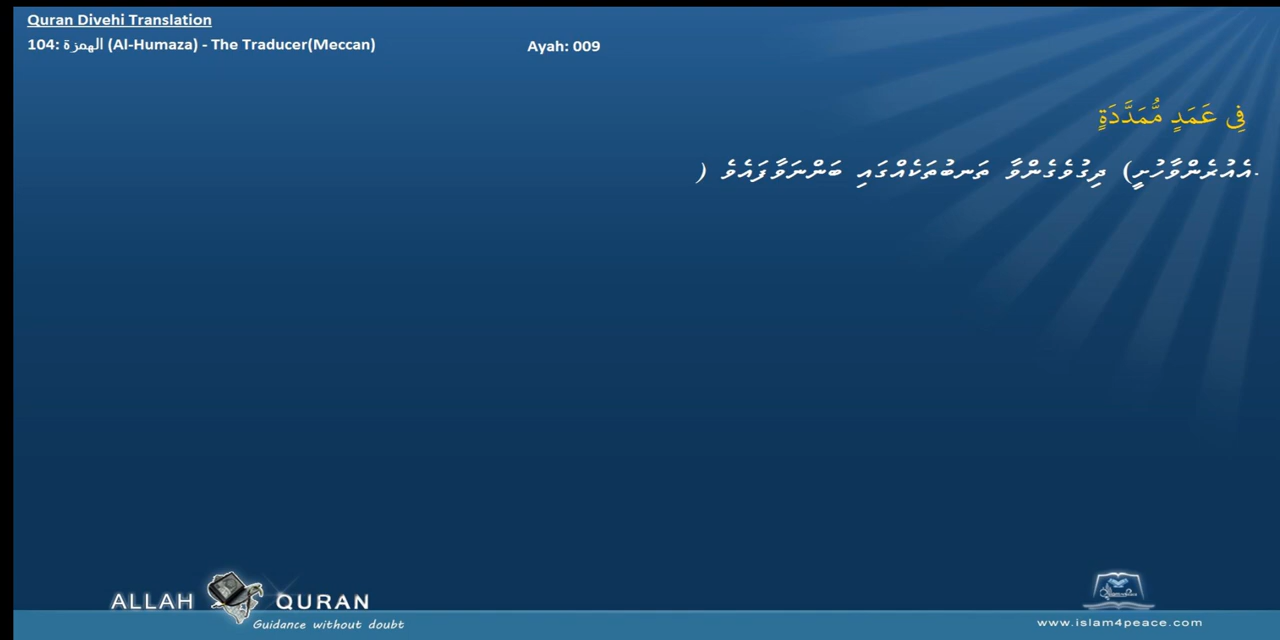 Quran Divehi Translation
104: الهمزة (Al-Humaza) - The Traducer(Meccan)
Ayah: 009
فِي عَمَدٍ مُّمَدَّدَةٍ
.އެއުރެންވާހުށީ) ދިގުވެގެންވާ ތަނބުތަކެއްގައި ބަންނަވާފައެވެ (
ALLAH QURAN
Guidance without doubt
www.islam4peace.com